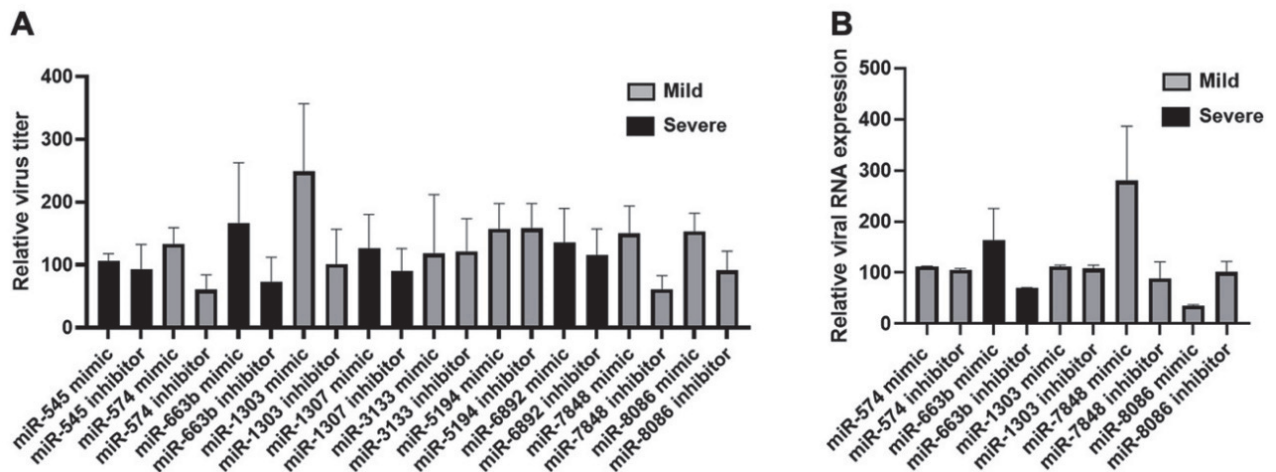 A
Relative virus titer
400
300
200
100
0
Mild
Severe
miR-545 mimic
miR-545 inhibitor
miR-574 mimic
miR-574 inhibitor
miR-663b mimic
miR-663b inhibitor
miR-1303 mimic
miR-1303 inhibitor
miR-1307 mimic
miR-1307 inhibitor
miR-3133 mimic
miR-3133 inhibitor
miR-5194 mimic
miR-5194 inhibitor
miR-6892 mimic
miR-6892 inhibitor
miR-7848 mimic
miR-7848 inhibitor
miR-8086 mimic
miR-8086 inhibitor
B
Relative viral RNA expression
500
400
300
200
100
0
Mild
Severe
miR-574 mimic
miR-574 inhibitor
miR-663b mimic
miR-663b inhibitor
miR-1303 mimic
miR-1303 inhibitor
miR-7848 mimic
miR-7848 inhibitor
miR-8086 mimic
miR-8086 inhibitor